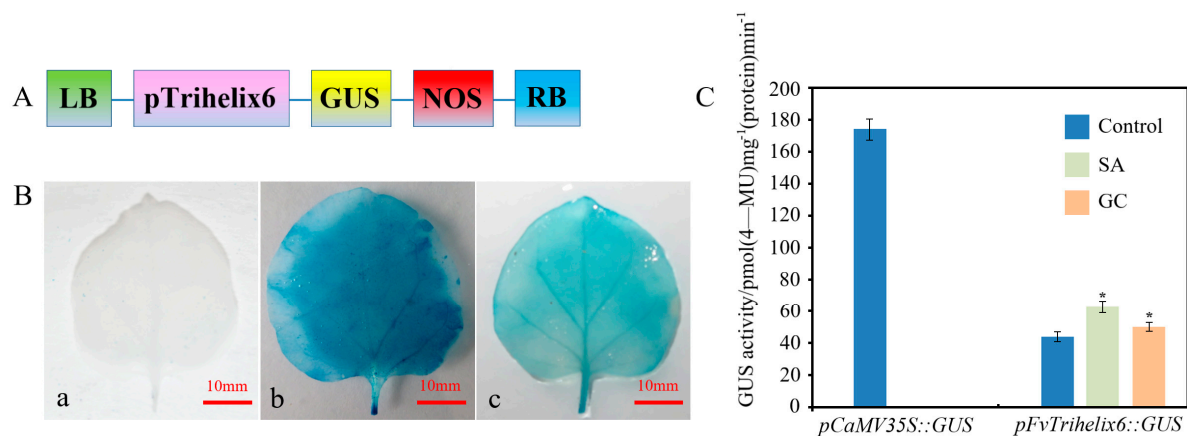 A
LB
pTrihelix6
GUS
NOS
RB
B
a
10mm
b
10mm
c
10mm
C
GUS activity/pmol(4—MU)mg⁻¹(protein)min⁻¹
200
180
160
140
120
100
80
60
40
20
0
Control
SA
GC
*
*
pCaMV35S::GUS
pFvTrihelix6::GUS